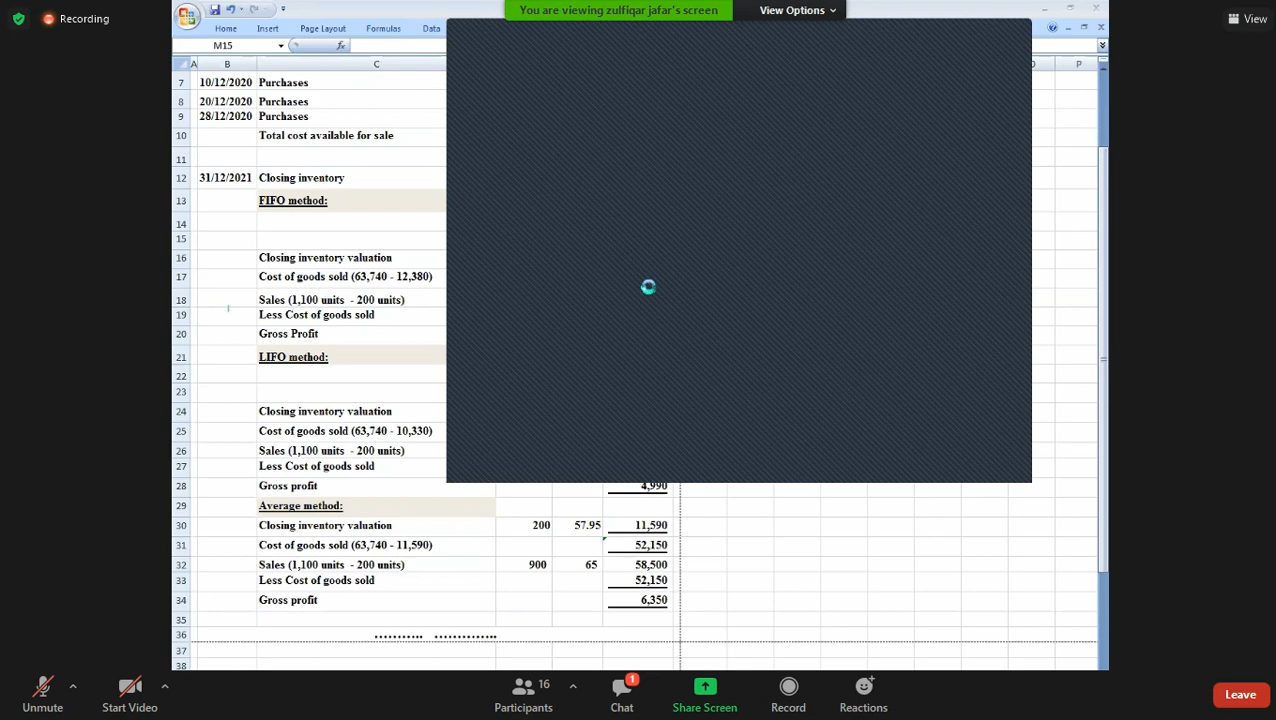 You are viewing zulfiqar jafar's screen View Options
Recording
View
Home Insert Page Layout Formulas Data
M15 fx
A B C O P
7 10/12/2020 Purchases
8 20/12/2020 Purchases
9 28/12/2020 Purchases
10 Total cost available for sale
11
12 31/12/2021 Closing inventory
13 FIFO method:
14
15
16 Closing inventory valuation
17 Cost of goods sold (63,740 - 12,380)
18 Sales (1,100 units - 200 units)
19 Less Cost of goods sold
20 Gross Profit
21 LIFO method:
22
23
24 Closing inventory valuation
25 Cost of goods sold (63,740 - 10,330)
26 Sales (1,100 units - 200 units)
27 Less Cost of goods sold
28 Gross profit 4,990
29 Average method:
30 Closing inventory valuation 200 57.95 11,590
31 Cost of goods sold (63,740 - 11,590) 52,150
32 Sales (1,100 units - 200 units) 900 65 58,500
33 Less Cost of goods sold 52,150
34 Gross profit 6,350
35
36 ……….. …………..
37
38
Unmute Start Video Participants 16 Chat 1 Share Screen Record Reactions Leave